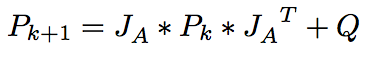 P_{k+1} = J_A * P_k * J_A^T + Q